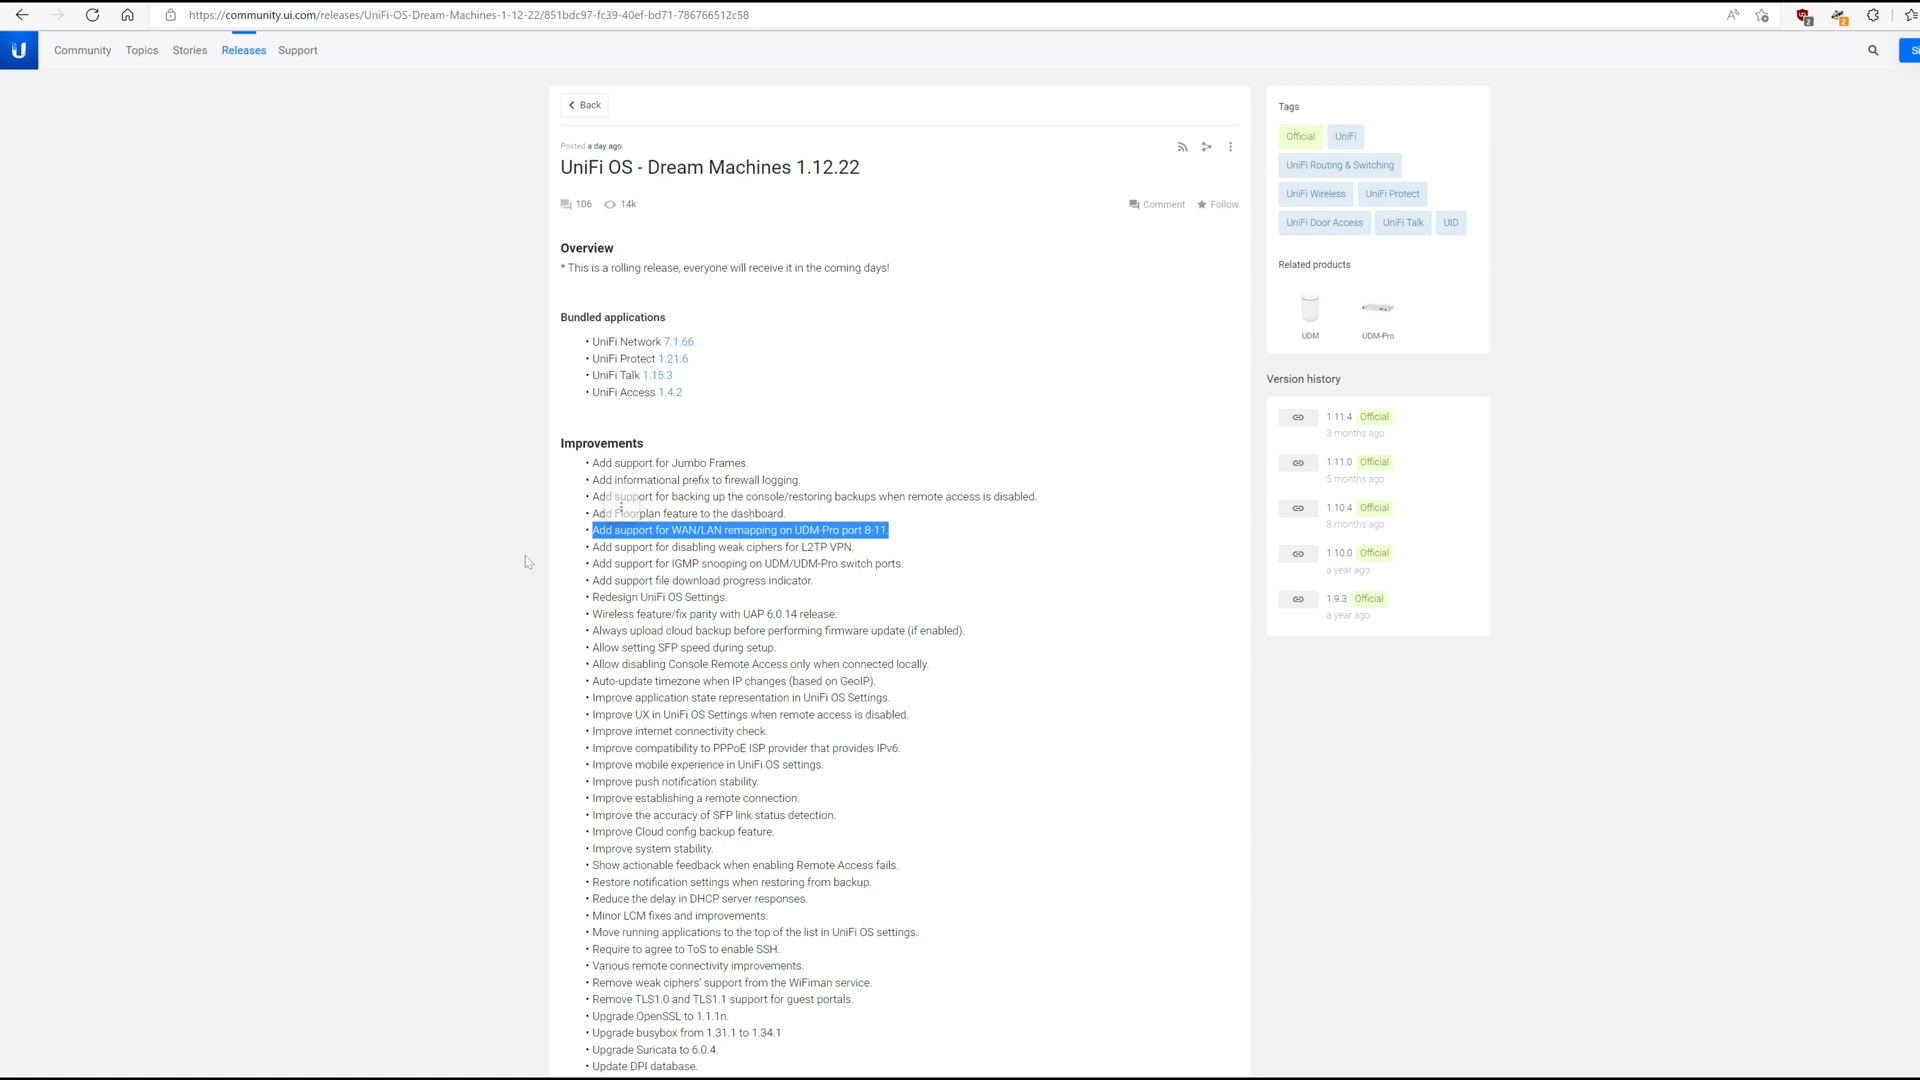 https://community.ui.com/releases/UniFi-OS-Dream-Machines-1-12-22/851bdc97-fc39-40ef-bd71-786766512c58
Community Topics Stories Releases Support
Back
Posted a day ago
UniFi OS - Dream Machines 1.12.22
106 14k
Comment Follow
Overview
* This is a rolling release, everyone will receive it in the coming days!
Bundled applications
• UniFi Network 7.1.66
• UniFi Protect 1.21.6
• UniFi Talk 1.15.3
• UniFi Access 1.4.2
Improvements
• Add support for Jumbo Frames.
• Add informational prefix to firewall logging.
• Add support for backing up the console/restoring backups when remote access is disabled.
• Add Floorplan feature to the dashboard.
• Add support for WAN/LAN remapping on UDM-Pro port 8-11.
• Add support for disabling weak ciphers for L2TP VPN.
• Add support for IGMP snooping on UDM/UDM-Pro switch ports.
• Add support file download progress indicator.
• Redesign UniFi OS Settings.
• Wireless feature/fix parity with UAP 6.0.14 release.
• Always upload cloud backup before performing firmware update (if enabled).
• Allow setting SFP speed during setup.
• Allow disabling Console Remote Access only when connected locally.
• Auto-update timezone when IP changes (based on GeoIP).
• Improve application state representation in UniFi OS Settings.
• Improve UX in UniFi OS Settings when remote access is disabled.
• Improve internet connectivity check.
• Improve compatibility to PPPoE ISP provider that provides IPv6.
• Improve mobile experience in UniFi OS settings.
• Improve push notification stability.
• Improve establishing a remote connection.
• Improve the accuracy of SFP link status detection.
• Improve Cloud config backup feature.
• Improve system stability.
• Show actionable feedback when enabling Remote Access fails.
• Restore notification settings when restoring from backup.
• Reduce the delay in DHCP server responses.
• Minor LCM fixes and improvements.
• Move running applications to the top of the list in UniFi OS settings.
• Require to agree to ToS to enable SSH.
• Various remote connectivity improvements.
• Remove weak ciphers' support from the WiFiman service.
• Remove TLS1.0 and TLS1.1 support for guest portals.
• Upgrade OpenSSL to 1.1.1n.
• Upgrade busybox from 1.31.1 to 1.34.1
• Upgrade Suricata to 6.0.4.
• Update DPI database.
Tags
Official UniFi
UniFi Routing & Switching
UniFi Wireless UniFi Protect
UniFi Door Access UniFi Talk UID
Related products
UDM UDM-Pro
Version history
1.11.4 Official
3 months ago
1.11.0 Official
5 months ago
1.10.4 Official
8 months ago
1.10.0 Official
a year ago
1.9.3 Official
a year ago